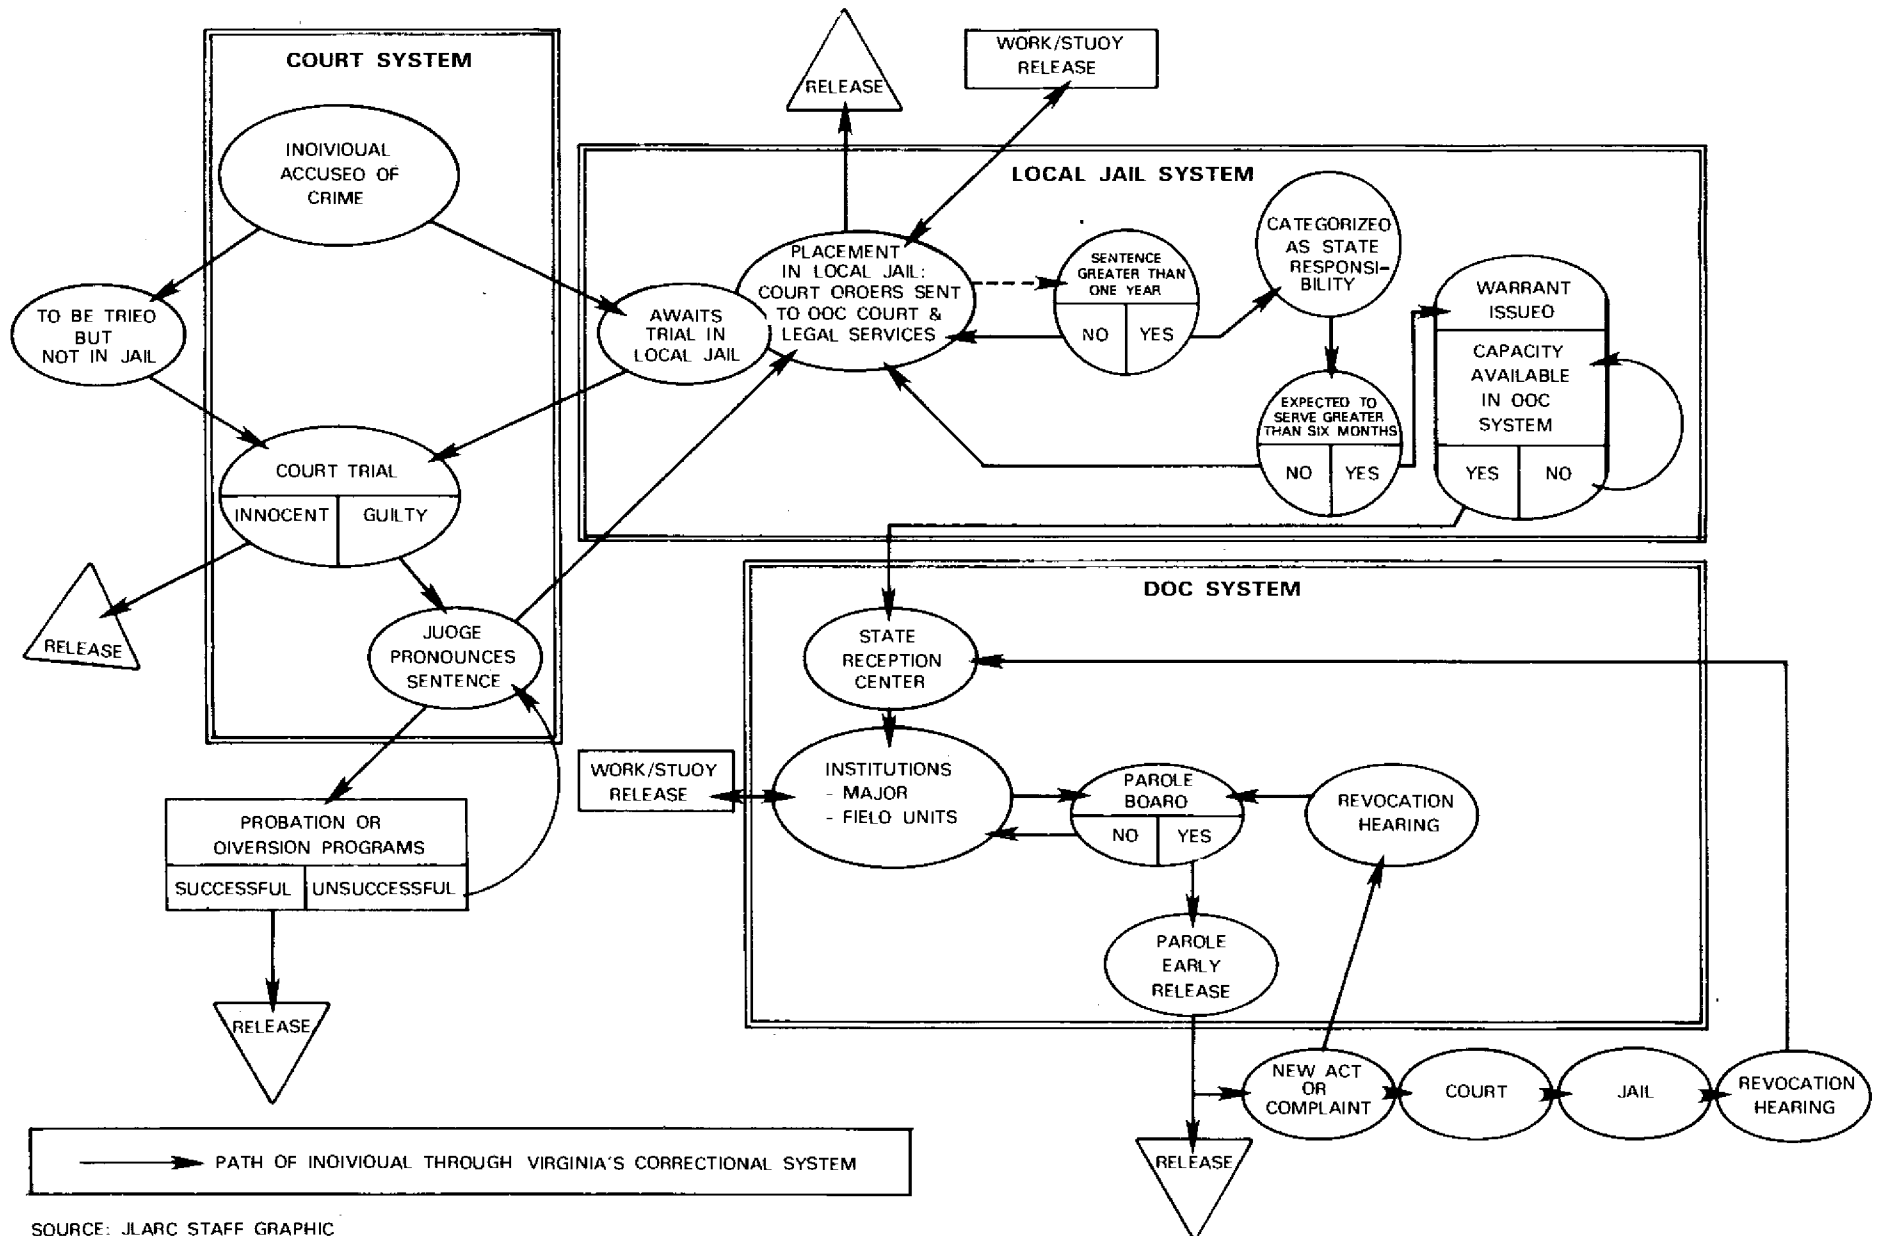 COURT SYSTEM
INOIVIOUAL
ACCUSEO OF
CRIME
TO BE TRIEO
BUT
NOT IN JAIL
COURT TRIAL
INNOCENT
GUILTY
RELEASE
JUOGE
PRONOUNCES
SENTENCE
PROBATION OR
OIVERSION PROGRAMS
SUCCESSFUL
UNSUCCESSFUL
RELEASE
RELEASE
WORK/STUOY
RELEASE
LOCAL JAIL SYSTEM
AWAITS
TRIAL IN
LOCAL JAIL
PLACEMENT
IN LOCAL JAIL:
COURT OROERS SENT
TO OOC COURT &
LEGAL SERVICES
SENTENCE
GREATER THAN
ONE YEAR
NO
YES
CATEGORIZEO
AS STATE
RESPONSI-
BILITY
EXPECTED TO
SERVE GREATER
THAN SIX MONTHS
NO
YES
WARRANT
ISSUEO
CAPACITY
AVAILABLE
IN OOC
SYSTEM
YES
NO
DOC SYSTEM
STATE
RECEPTION
CENTER
WORK/STUOY
RELEASE
INSTITUTIONS
- MAJOR
- FIELO UNITS
PAROLE
BOARO
NO
YES
REVOCATION
HEARING
PAROLE
EARLY
RELEASE
NEW ACT
OR
COMPLAINT
COURT
JAIL
REVOCATION
HEARING
RELEASE
PATH OF INOIVIOUAL THROUGH VIRGINIA'S CORRECTIONAL SYSTEM
SOURCE: JLARC STAFF GRAPHIC